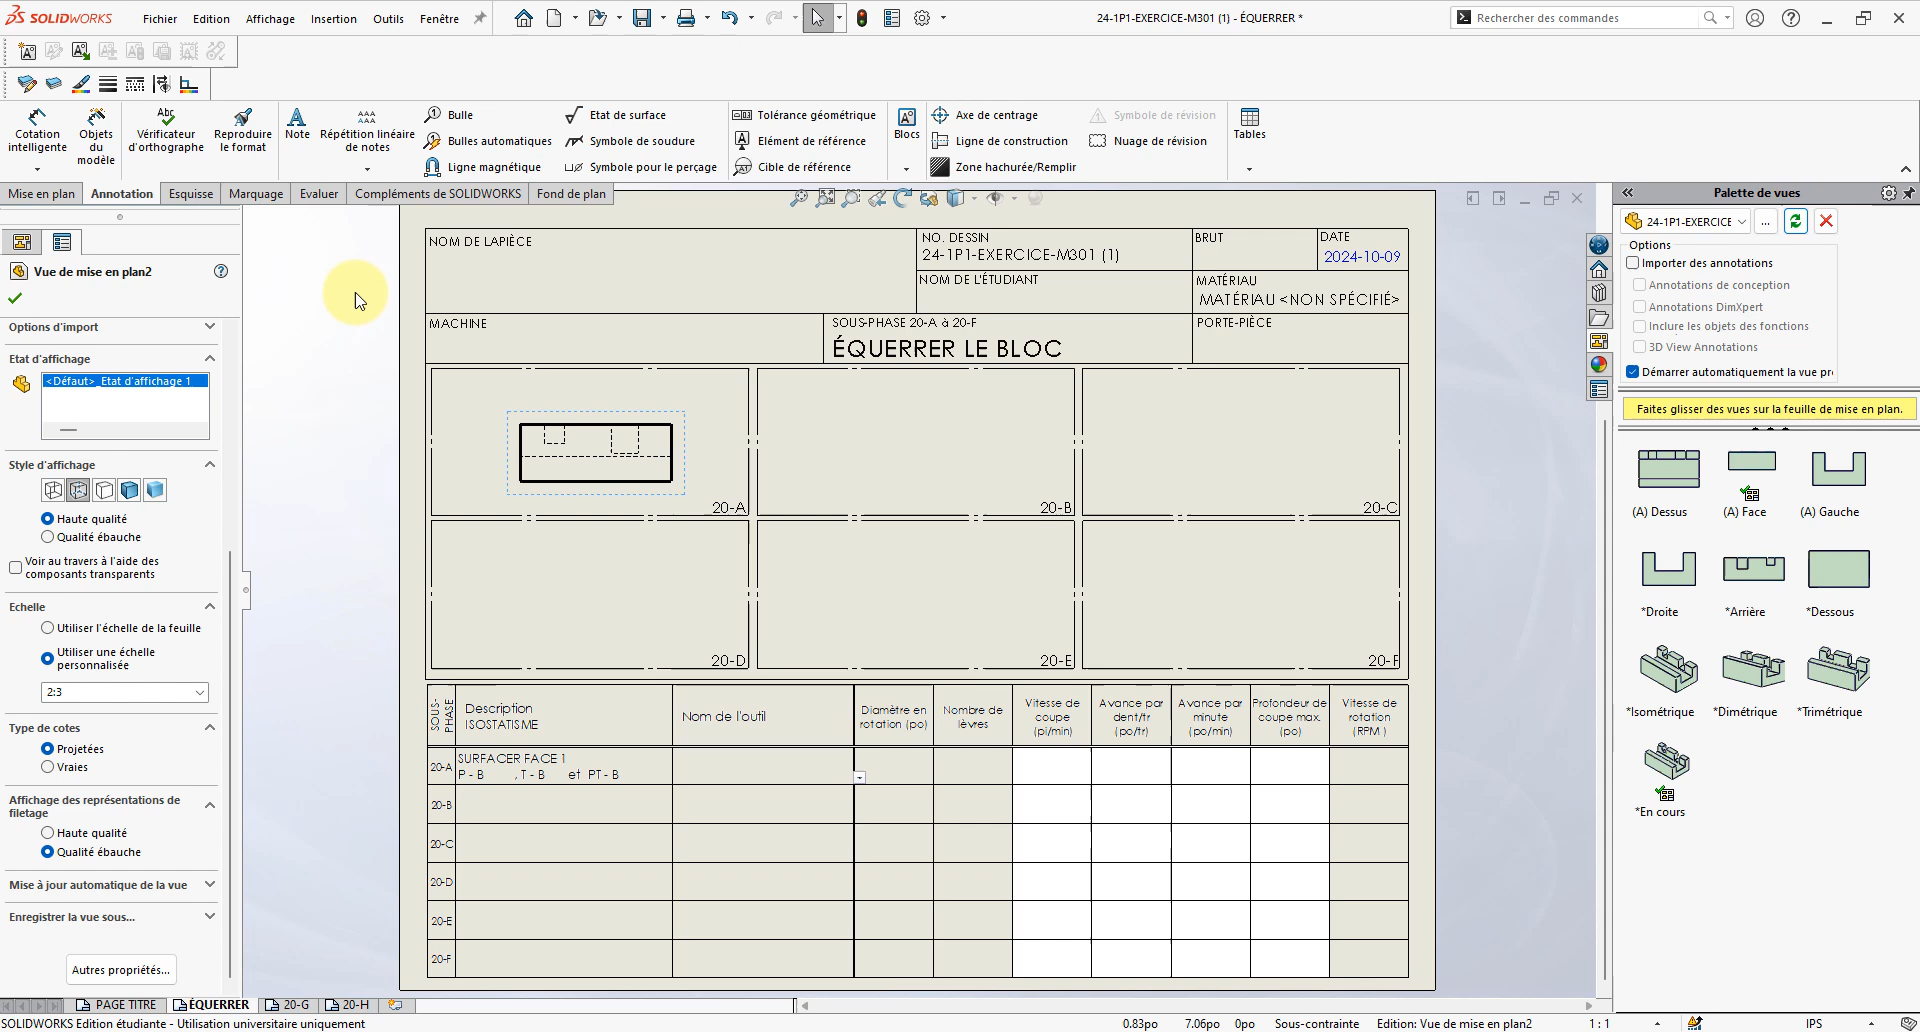 SOLIDWORKS
Fichier
Edition
Affichage
Insertion
Outils
Fenêtre
24-1P1-EXERCICE-M301 (1) - ÉQUERRER *
Rechercher des commandes
Cotation
intelligente
Objets
du
modèle
Abc
Vérificateur
d'orthographe
Reproduire
le format
Note
Répétition linéaire
de notes
Bulle
Bulles automatiques
Ligne magnétique
Etat de surface
Symbole de soudure
Symbole pour le perçage
Tolérance géométrique
Elément de référence
Cible de référence
Blocs
Axe de centrage
Ligne de construction
Zone hachurée/Remplir
Symbole de révision
Nuage de révision
Tables
Mise en plan
Annotation
Esquisse
Marquage
Evaluer
Compléments de SOLIDWORKS
Fond de plan
Vue de mise en plan2
Options d'import
Etat d'affichage
<Défaut>_Etat d'affichage 1
Style d'affichage
Haute qualité
Qualité ébauche
Voir au travers à l'aide des
composants transparents
Echelle
Utiliser l'échelle de la feuille
Utiliser une échelle
personnalisée
2:3
Type de cotes
Projetées
Vraies
Affichage des représentations de
filetage
Haute qualité
Qualité ébauche
Mise à jour automatique de la vue
Enregistrer la vue sous...
Autres propriétés...
NOM DE LAPIÈCE
NO. DESSIN
24-1P1-EXERCICE-M301 (1)
BRUT
DATE
2024-10-09
NOM DE L'ÉTUDIANT
MATÉRIAU
MATÉRIAU <NON SPÉCIFIÉ>
MACHINE
SOUS-PHASE 20-A à 20-F
ÉQUERRER LE BLOC
PORTE-PIÈCE
20-A
20-B
20-C
20-D
20-E
20-F
SOUS-
PHASE
Description
ISOSTATISME
Nom de l'outil
Diamètre en
rotation (po)
Nombre de
lèvres
Vitesse de
coupe
(pi/min)
Avance par
dent/tr
(po/tr)
Avance par
minute
(po/min)
Profondeur de
coupe max.
(po)
Vitesse de
rotation
(RPM )
20-A
SURFACER FACE 1
P - B , T - B et PT - B
20-B
20-C
20-D
20-E
20-F
Palette de vues
24-1P1-EXERCICE
...
Options
Importer des annotations
Annotations de conception
Annotations DimXpert
Inclure les objets des fonctions
3D View Annotations
Démarrer automatiquement la vue pr
Faites glisser des vues sur la feuille de mise en plan.
(A) Dessus
(A) Face
(A) Gauche
*Droite
*Arrière
*Dessous
*Isométrique
*Dimétrique
*Trimétrique
*En cours
PAGE TITRE
ÉQUERRER
20-G
20-H
SOLIDWORKS Edition étudiante - Utilisation universitaire uniquement
0.83po
7.06po
0po
Sous-contrainte
Edition: Vue de mise en plan2
1 : 1
IPS